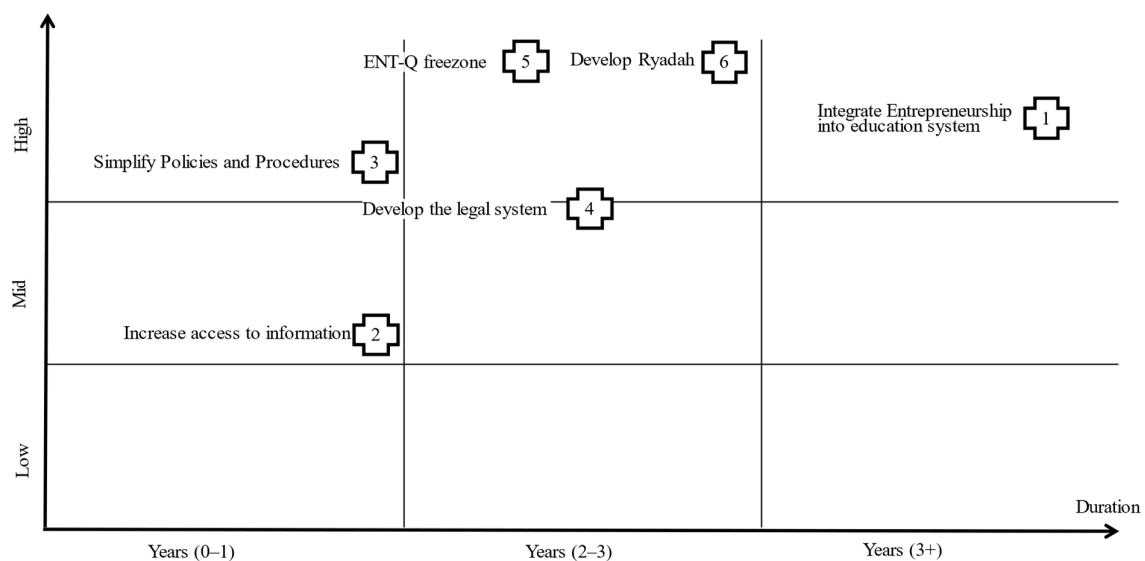 ENT-Q freezone
5
Develop Ryadah
6
Integrate Entrepreneurship
into education system
1
High
Simplify Policies and Procedures
3
Develop the legal system
4
Mid
Increase access to information
2
Low
Duration
Years (0–1)
Years (2–3)
Years (3+)